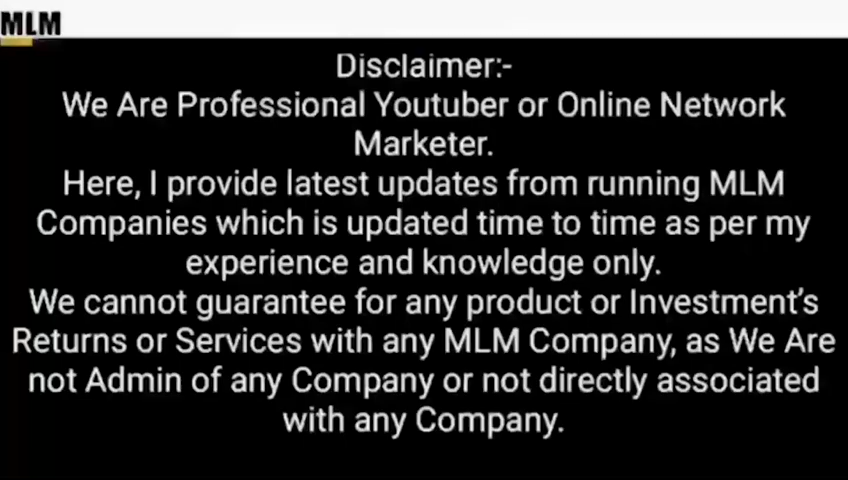 MLM
Disclaimer:-
We Are Professional Youtuber or Online Network
Marketer.
Here, I provide latest updates from running MLM
Companies which is updated time to time as per my
experience and knowledge only.
We cannot guarantee for any product or Investment's
Returns or Services with any MLM Company, as We Are
not Admin of any Company or not directly associated
with any Company.